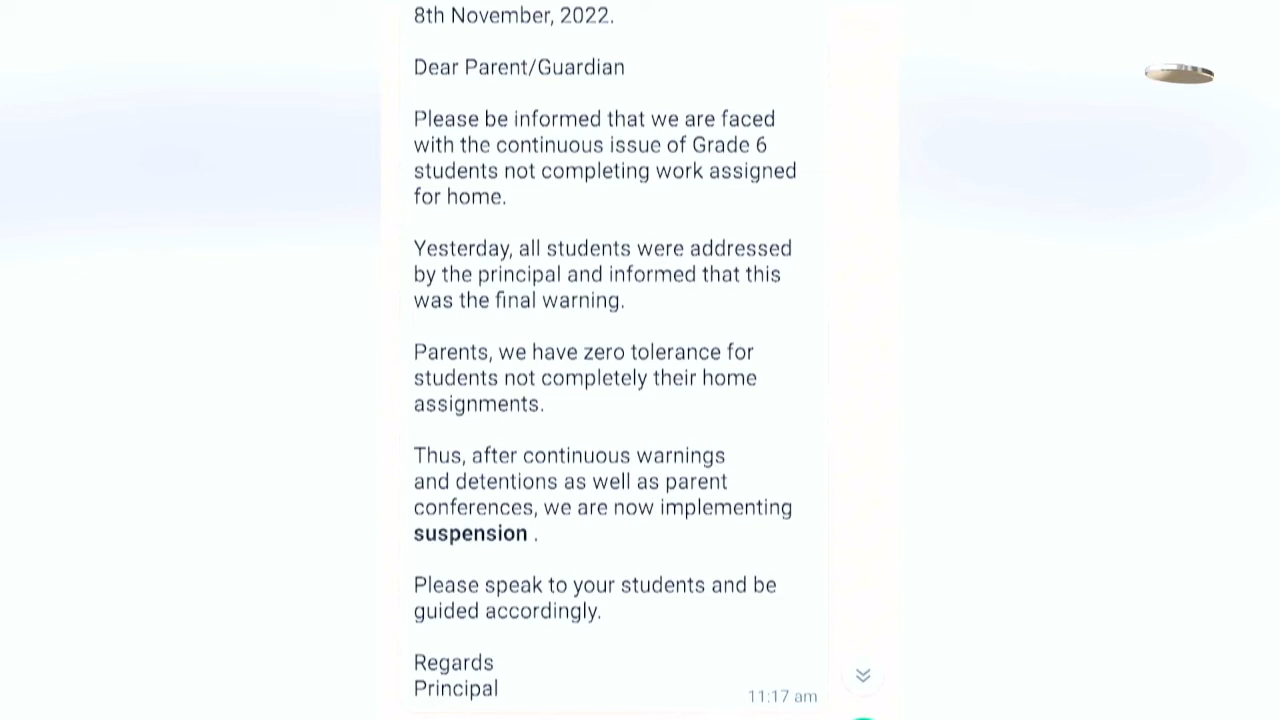 8th November, 2022.
Dear Parent/Guardian
Please be informed that we are faced
with the continuous issue of Grade 6
students not completing work assigned
for home.
Yesterday, all students were addressed
by the principal and informed that this
was the final warning.
Parents, we have zero tolerance for
students not completely their home
assignments.
Thus, after continuous warnings
and detentions as well as parent
conferences, we are now implementing
suspension .
Please speak to your students and be
guided accordingly.
Regards
Principal
11:17 am